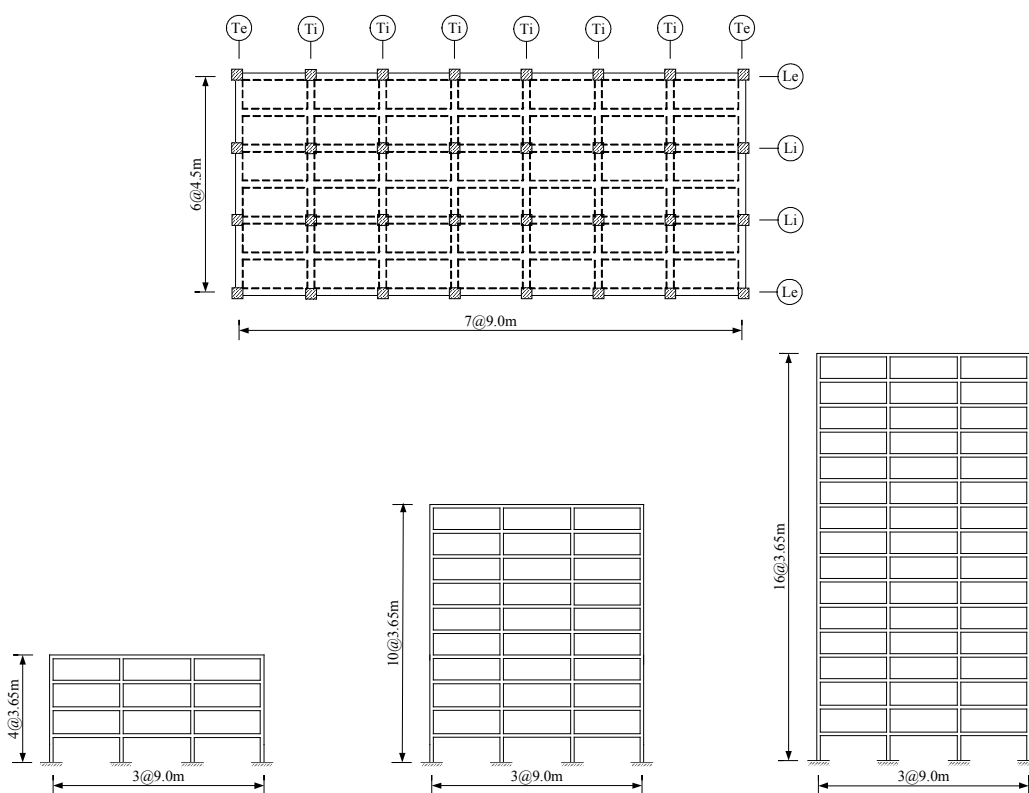 Te Ti Ti Ti Ti Ti Ti Te
Le
Li
6@4.5m
Li
Le
7@9.0m
16@3.65m
10@3.65m
4@3.65m
3@9.0m 3@9.0m 3@9.0m